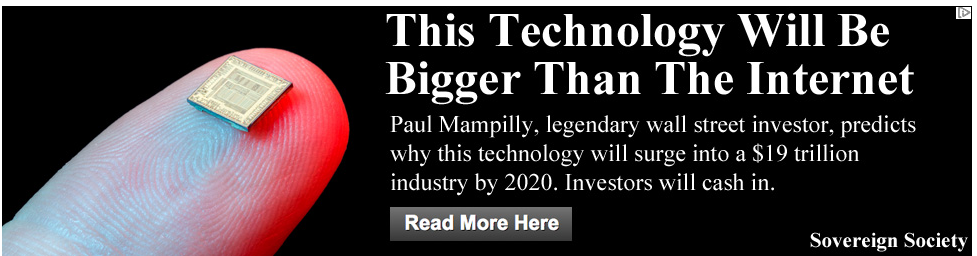 This Technology Will Be
Bigger Than The Internet
Paul Mampilly, legendary wall street investor, predicts
why this technology will surge into a $19 trillion
industry by 2020. Investors will cash in.
Read More Here
Sovereign Society